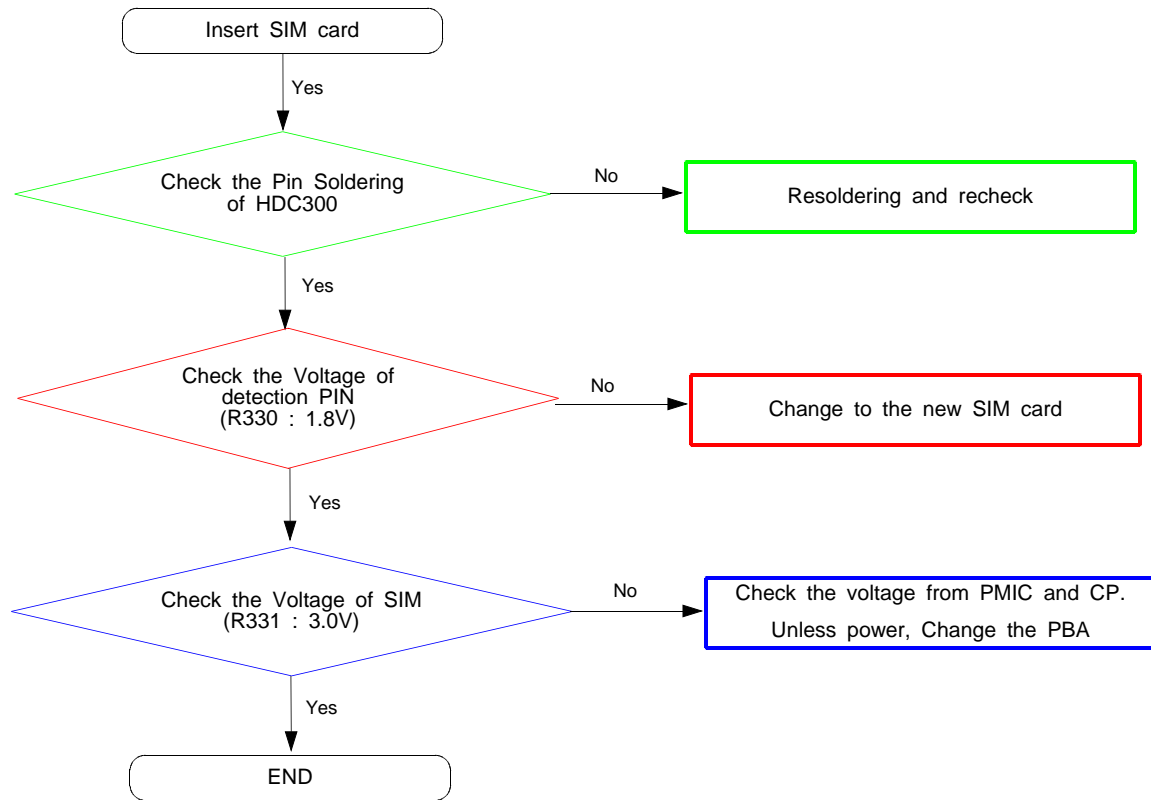 Insert SIM card
Yes
Check the Pin Soldering
of HDC300
No
Resoldering and recheck
Yes
Check the Voltage of
detection PIN
(R330 : 1.8V)
No
Change to the new SIM card
Yes
Check the Voltage of SIM
(R331 : 3.0V)
No
Check the voltage from PMIC and CP.
Unless power, Change the PBA
Yes
END